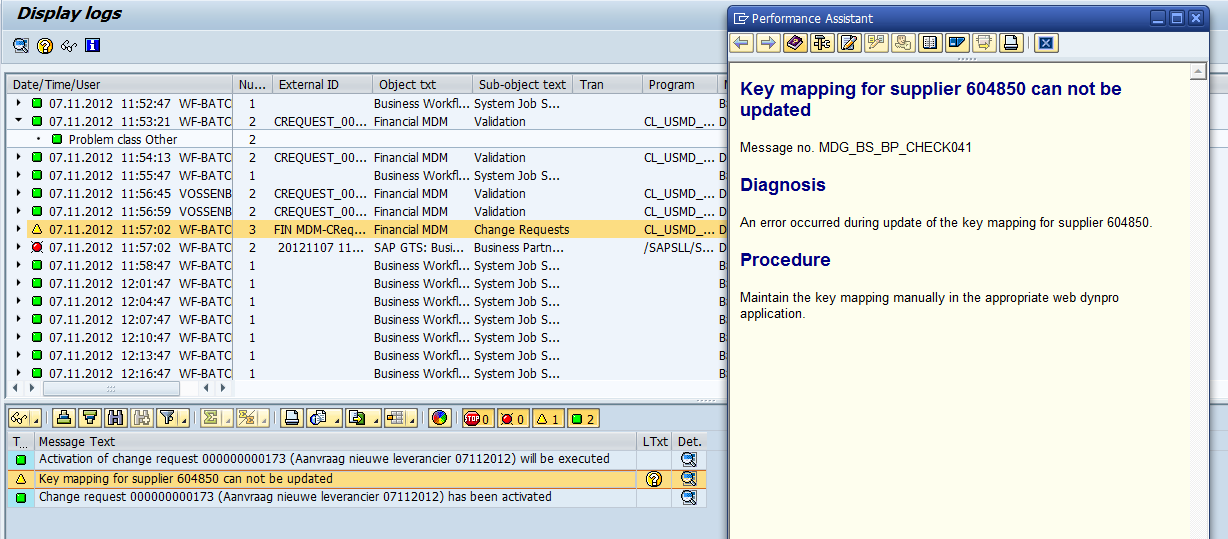 Display logs
Date/Time/User Nu... External ID Object txt Sub-object text Tran Program
07.11.2012 11:52:47 WF-BATC 1 Business Workfl... System Job S...
07.11.2012 11:53:21 WF-BATC 2 CREQUEST_00... Financial MDM Validation CL_USMD_... D
Problem class Other 2
07.11.2012 11:54:13 WF-BATC 2 CREQUEST_00... Financial MDM Validation CL_USMD_... D
07.11.2012 11:55:47 WF-BATC 1 Business Workfl... System Job S...
07.11.2012 11:56:45 VOSSENB 2 CREQUEST_00... Financial MDM Validation CL_USMD_... D
07.11.2012 11:56:59 VOSSENB 2 CREQUEST_00... Financial MDM Validation CL_USMD_... D
07.11.2012 11:57:02 WF-BATC 3 FIN MDM-CReq... Financial MDM Change Requests CL_USMD_... D
07.11.2012 11:57:02 WF-BATC 2 20121107 11... SAP GTS: Busi... Business Partn... /SAPSLL/S... D
07.11.2012 11:58:47 WF-BATC 1 Business Workfl... System Job S...
07.11.2012 12:01:47 WF-BATC 1 Business Workfl... System Job S...
07.11.2012 12:04:47 WF-BATC 1 Business Workfl... System Job S...
07.11.2012 12:07:47 WF-BATC 1 Business Workfl... System Job S...
07.11.2012 12:10:47 WF-BATC 1 Business Workfl... System Job S...
07.11.2012 12:13:47 WF-BATC 1 Business Workfl... System Job S...
07.11.2012 12:16:47 WF-BATC 1 Business Workfl... System Job S...
STOP 0 0 1 2
T... Message Text LTxt Det.
Activation of change request 000000000173 (Aanvraag nieuwe leverancier 07112012) will be executed
Key mapping for supplier 604850 can not be updated
Change request 000000000173 (Aanvraag nieuwe leverancier 07112012) has been activated
Performance Assistant
Key mapping for supplier 604850 can not be
updated
Message no. MDG_BS_BP_CHECK041
Diagnosis
An error occurred during update of the key mapping for supplier 604850.
Procedure
Maintain the key mapping manually in the appropriate web dynpro
application.